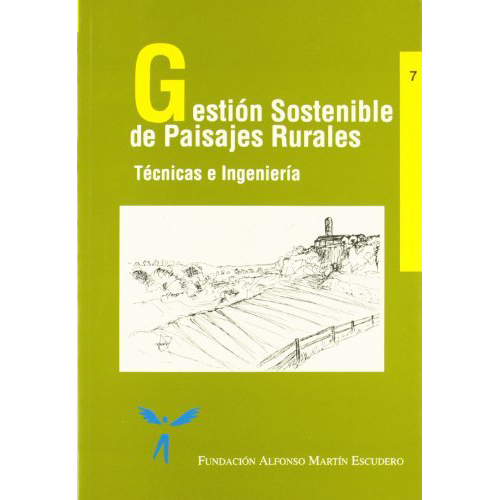 Gestión Sostenible
de Paisajes Rurales
7
Técnicas e Ingeniería
FUNDACIÓN ALFONSO MARTÍN ESCUDERO